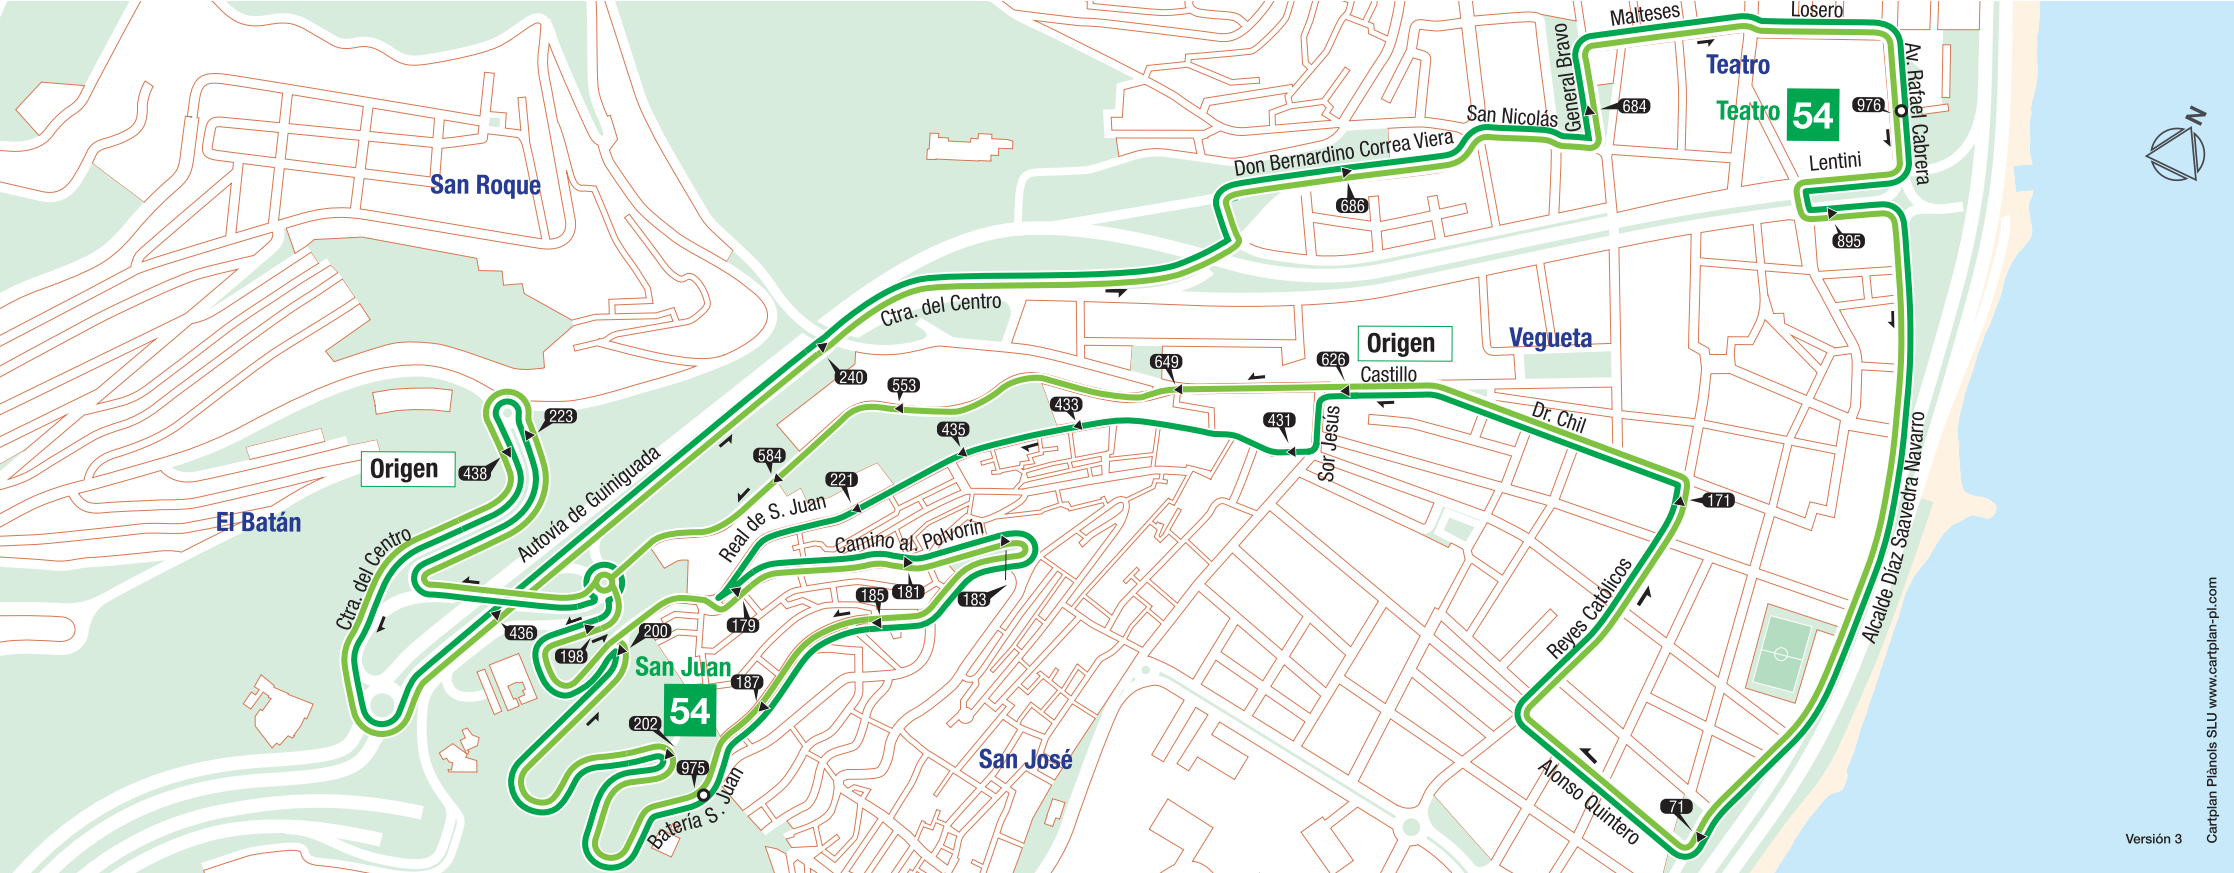 Malteses
Losero
General Bravo
Teatro
Av. Rafael Cabrera
Teatro
54
976
684
San Nicolás
Don Bernardino Correa Viera
Lentini
N
San Roque
686
895
Ctra. del Centro
Origen
Vegueta
649
626
Castillo
240
553
433
431
Sor Jesús
Dr. Chil
223
435
Origen
438
584
221
171
El Batán
Autovía de Guiniguada
Real de S. Juan
Camino al. Polvorín
Alcalde Díaz Saavedra Navarro
Ctra. del Centro
181
183
185
179
Reyes Católicos
436
198
200
San Juan
54
187
202
975
San José
Batería S. Juan
Alonso Quintero
71
Versión 3
Cartplan Plànols SLU www.cartplan-pl.com